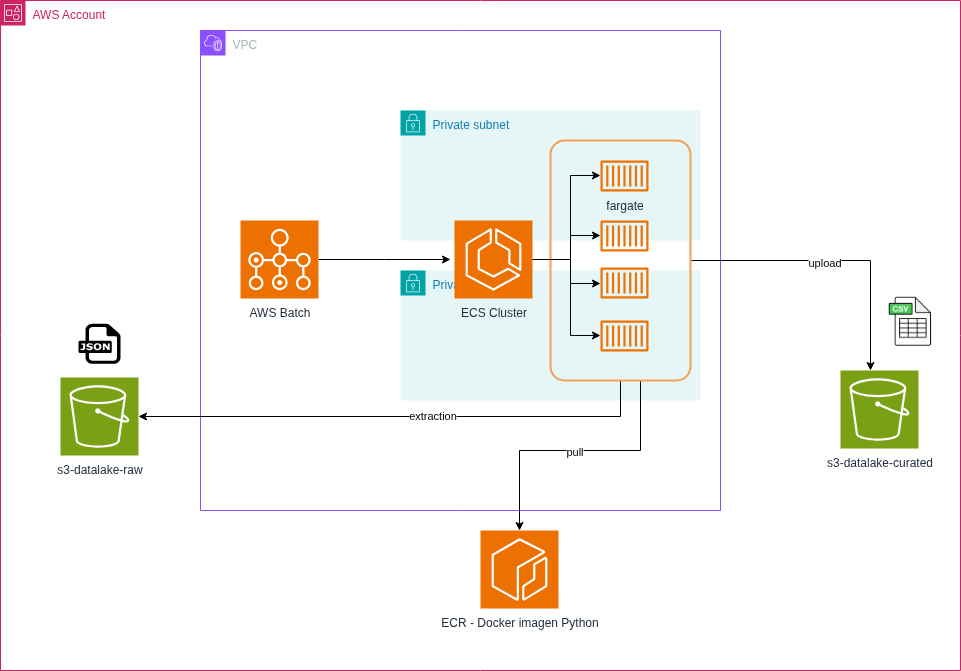 AWS Account
VPC
Private subnet
fargate
Priv
AWS Batch
ECS Cluster
upload
CSV
JSON
extraction
s3-datalake-raw
s3-datalake-curated
pull
ECR - Docker imagen Python